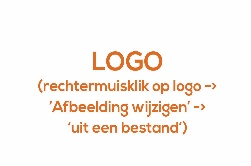 LOGO
(rechtermuisklik op logo ->
'Afbeelding wijzigen' ->
'uit een bestand')